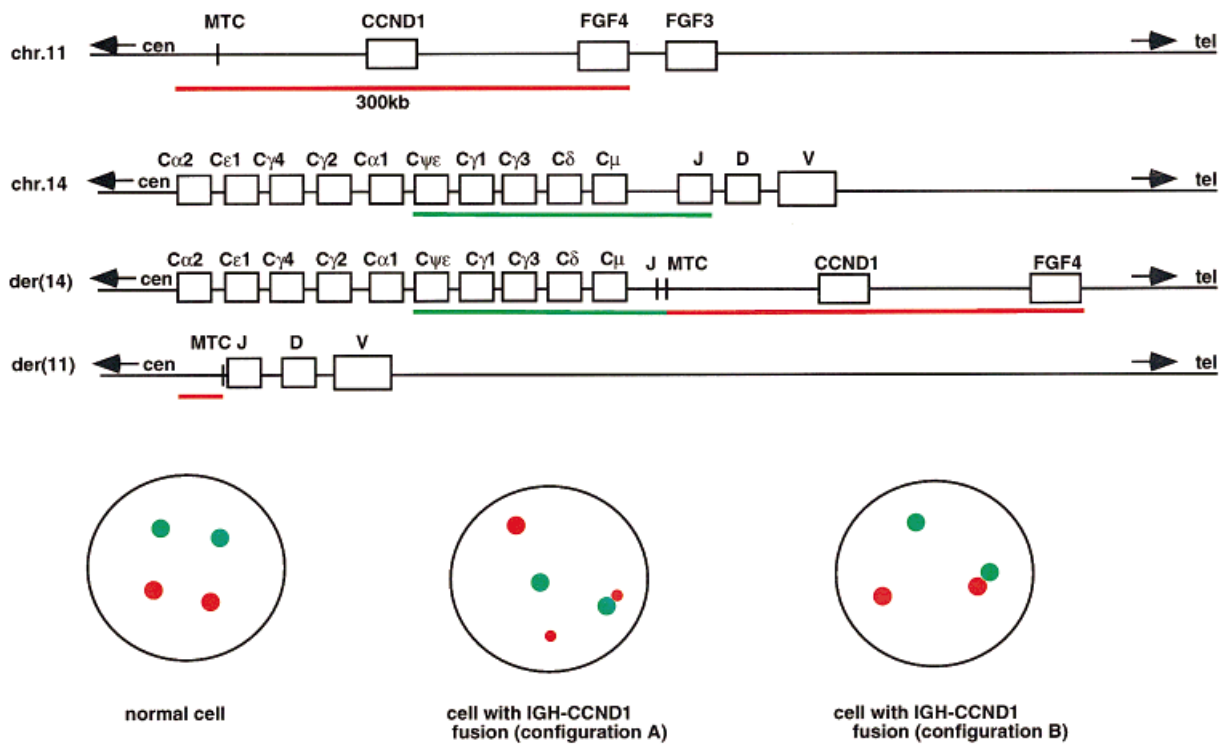 MTC CCND1 FGF4 FGF3
chr.11 cen tel
300kb
Cα2 Cε1 Cγ4 Cγ2 Cα1 Cψε Cγ1 Cγ3 Cδ Cμ J D V
chr.14 cen tel
Cα2 Cε1 Cγ4 Cγ2 Cα1 Cψε Cγ1 Cγ3 Cδ Cμ J MTC CCND1 FGF4
der(14) cen tel
MTC J D V
der(11) cen tel
normal cell
cell with IGH-CCND1
fusion (configuration A)
cell with IGH-CCND1
fusion (configuration B)